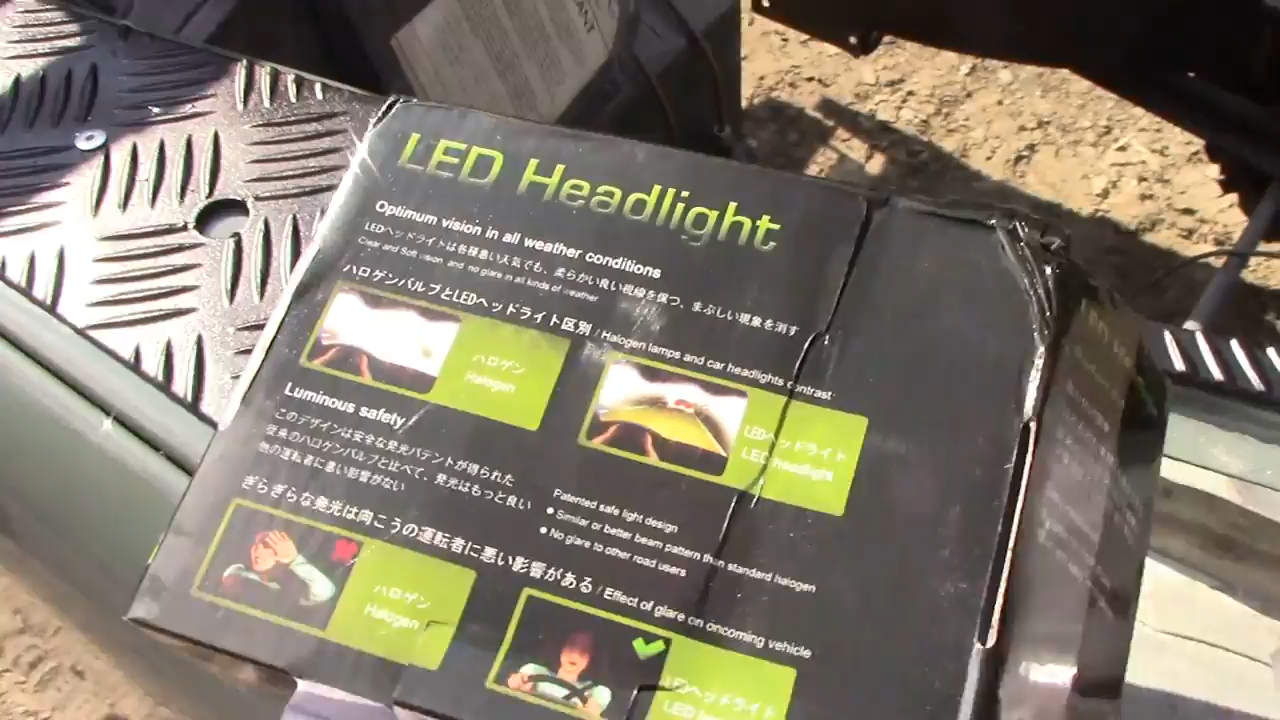 LED Headlight
Optimum vision in all weather conditions
LEDヘッドライトは各種悪い天気でも、柔らかい良い視線を保つ、まぶしい現象を消す
Clear and Soft vision, and no glare in all kinds of weather
ハロゲンバルブとLEDヘッドライト区別 / Halogen lamps and car headlights contrast
ハロゲン
Halogen
LEDヘッドライト
LED headlight
Luminous safety
このデザインは安全な発光パテントが得られた
従来のハロゲンバルブと比べて、発光はもっと良い
他の運転者に悪い影響がない
Patented safe light design
● Similar or better beam pattern than standard halogen
● No glare to other road users
ぎらぎらな発光は向こうの運転者に悪い影響がある / Effect of glare on oncoming vehicle
ハロゲン
Halogen
LEDヘッドライト
LED